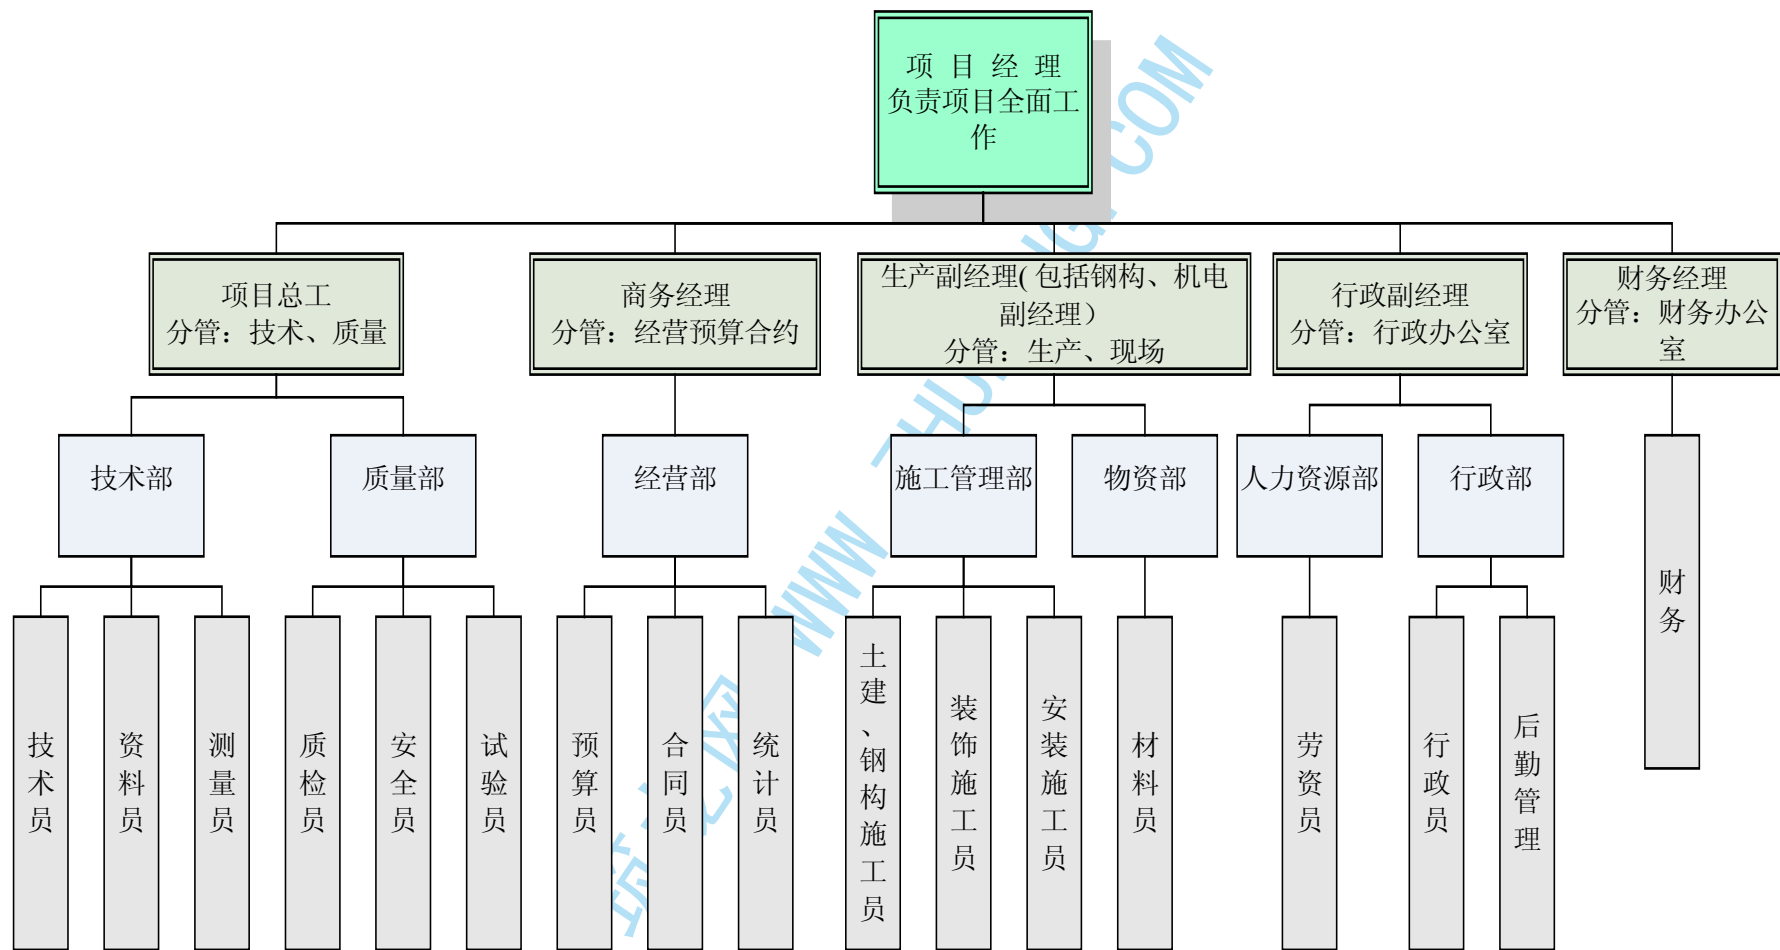 项 目 经 理
负责项目全面工
作
项目总工
分管：技术、质量
商务经理
分管：经营预算合约
生产副经理( 包括钢构、机电
副经理）
分管：生产、现场
行政副经理
分管：行政办公室
财务经理
分管：财务办公
室
技术部
质量部
经营部
施工管理部
物资部
人力资源部
行政部
财务
技术员
资料员
测量员
质检员
安全员
试验员
预算员
合同员
统计员
土建、钢构施工员
装饰施工员
安装施工员
材料员
劳资员
行政员
后勤管理